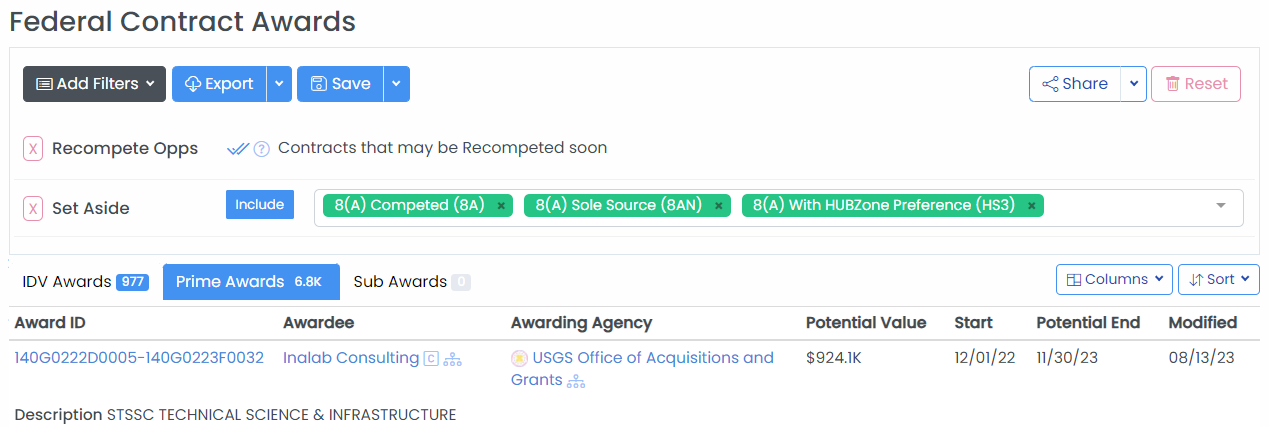 Federal Contract Awards
Add Filters Export Save Share Reset
X Recompete Opps ? Contracts that may be Recompeted soon
X Set Aside Include 8(A) Competed (8A) × 8(A) Sole Source (8AN) × 8(A) With HUBZone Preference (HS3) ×
IDV Awards 977 Prime Awards 6.8K Sub Awards 0 Columns Sort
Award ID Awardee Awarding Agency Potential Value Start Potential End Modified
140G0222D0005-140G0223F0032 Inalab Consulting C USGS Office of Acquisitions and $924.1K 12/01/22 11/30/23 08/13/23
Grants
Description STSSC TECHNICAL SCIENCE & INFRASTRUCTURE